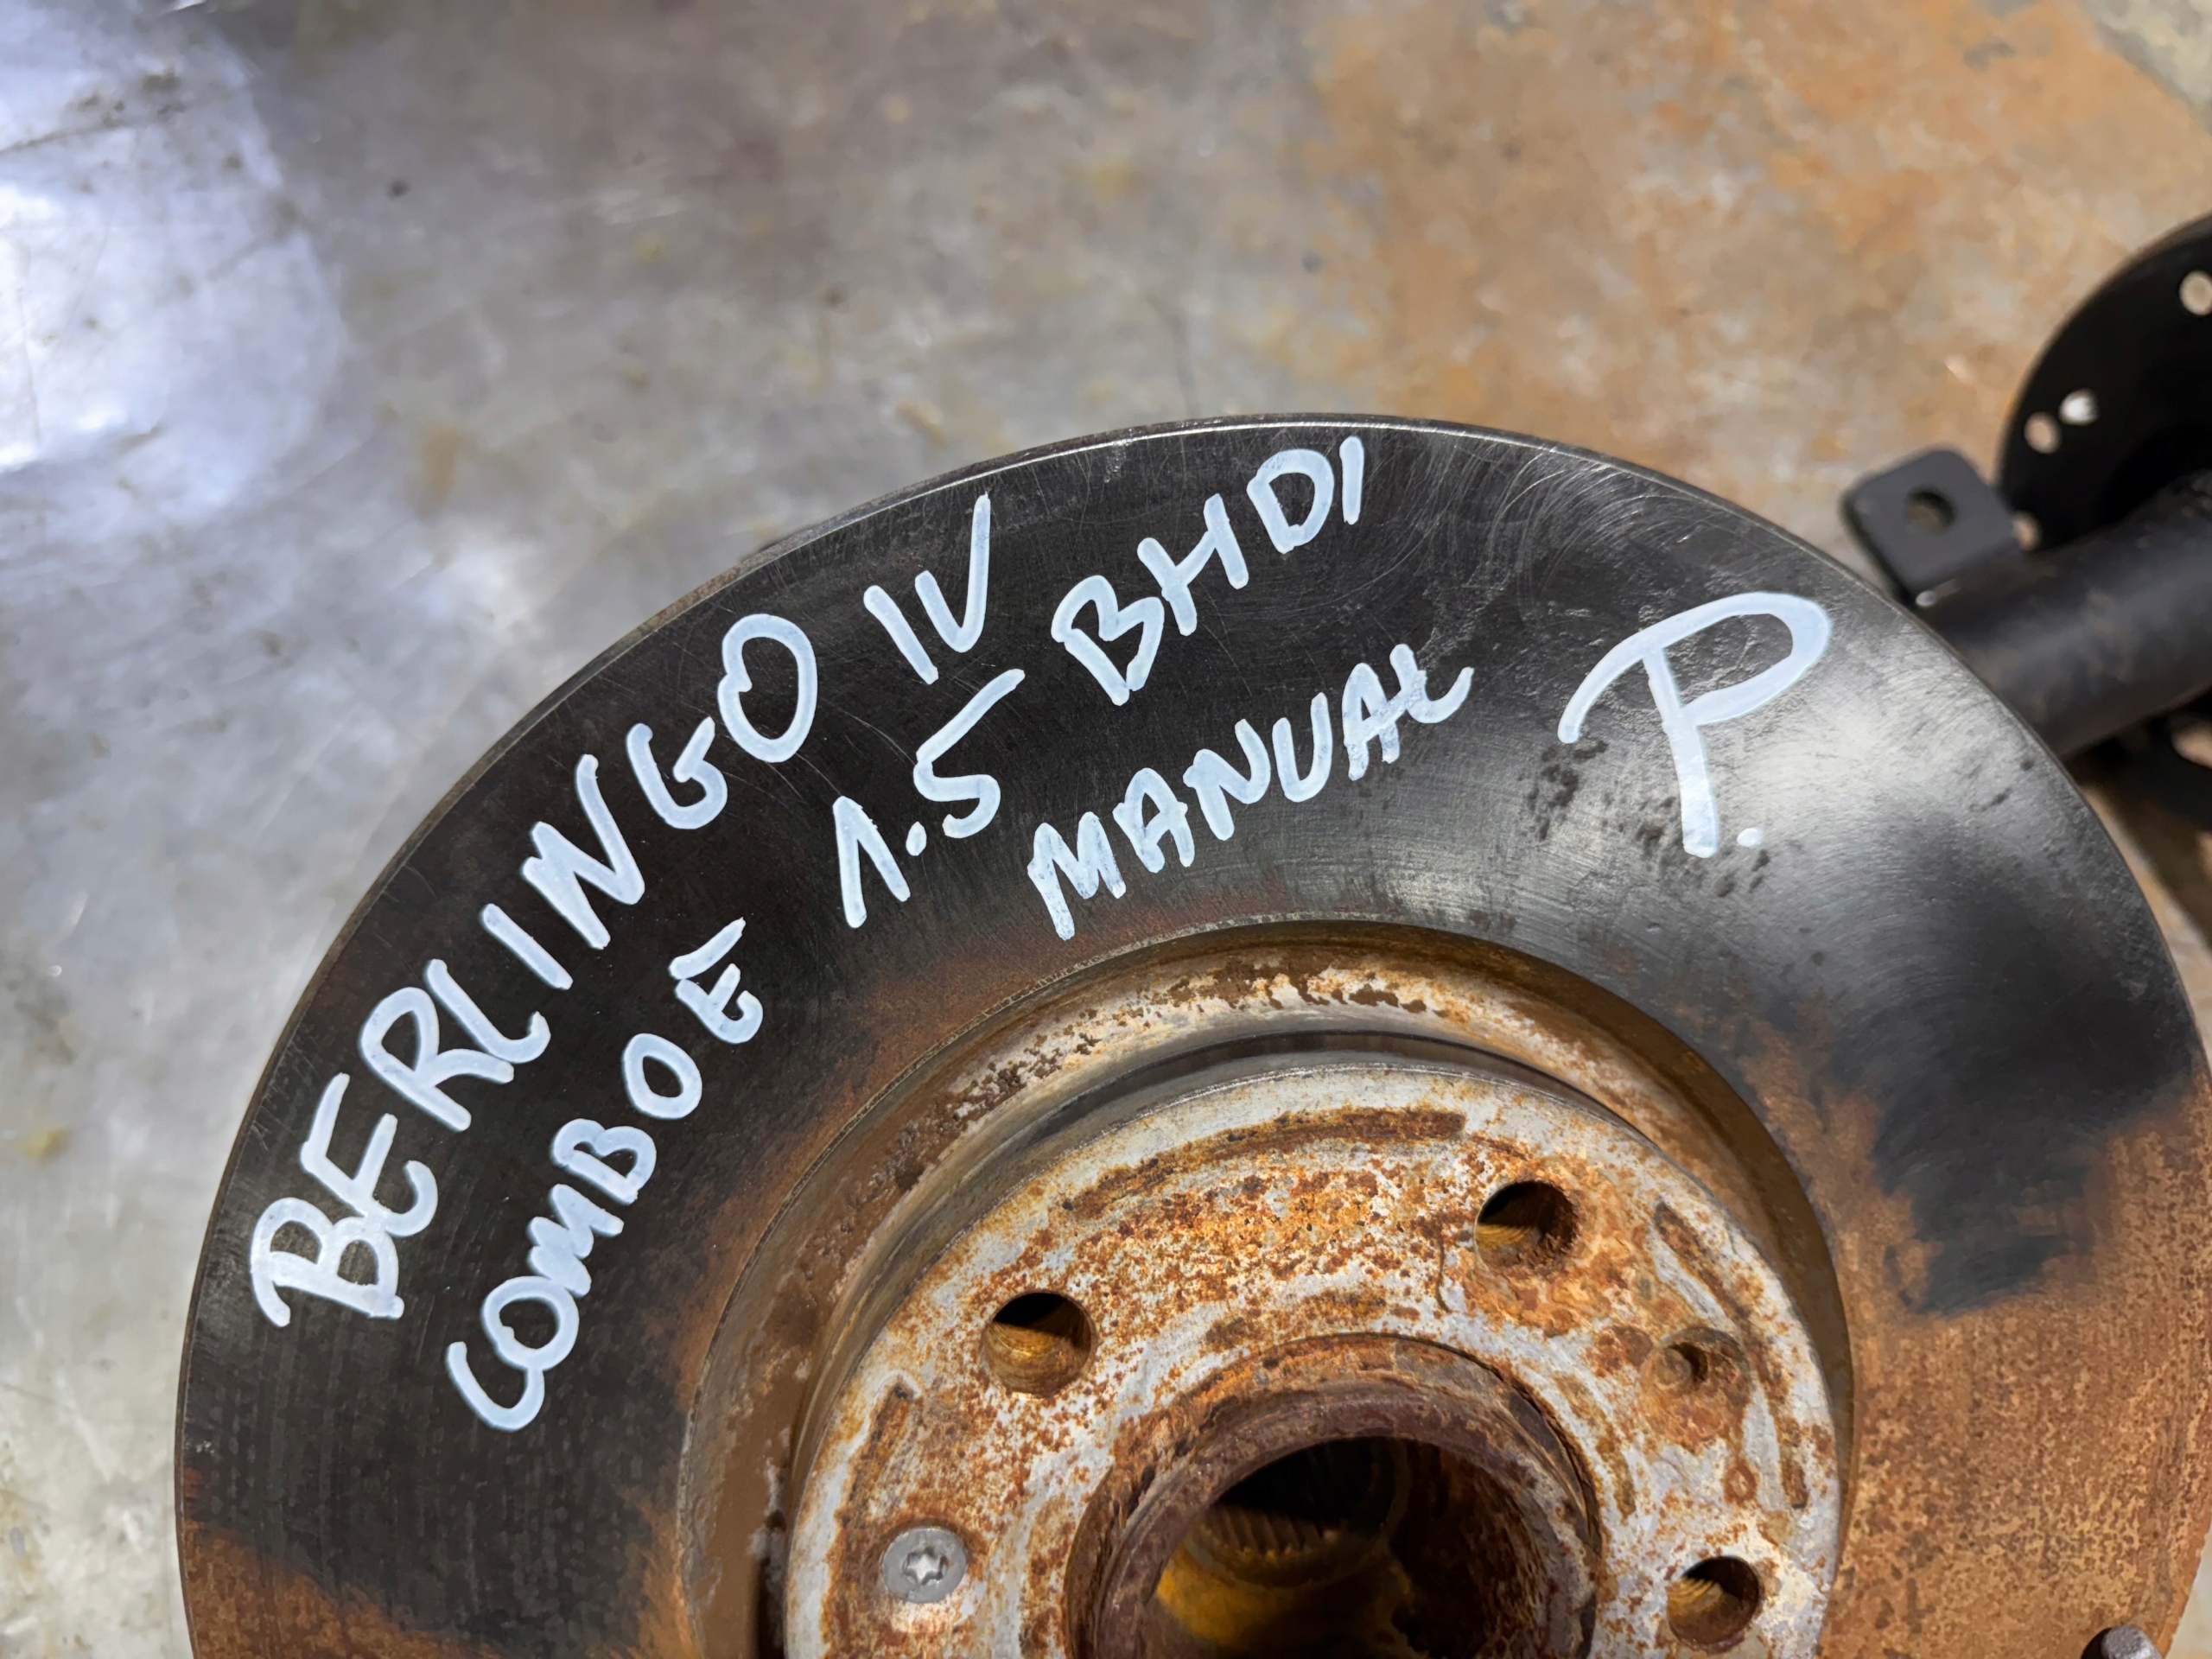 BERLINGO IV
COMBO E
1.5 BHDI
MANUAL
P.